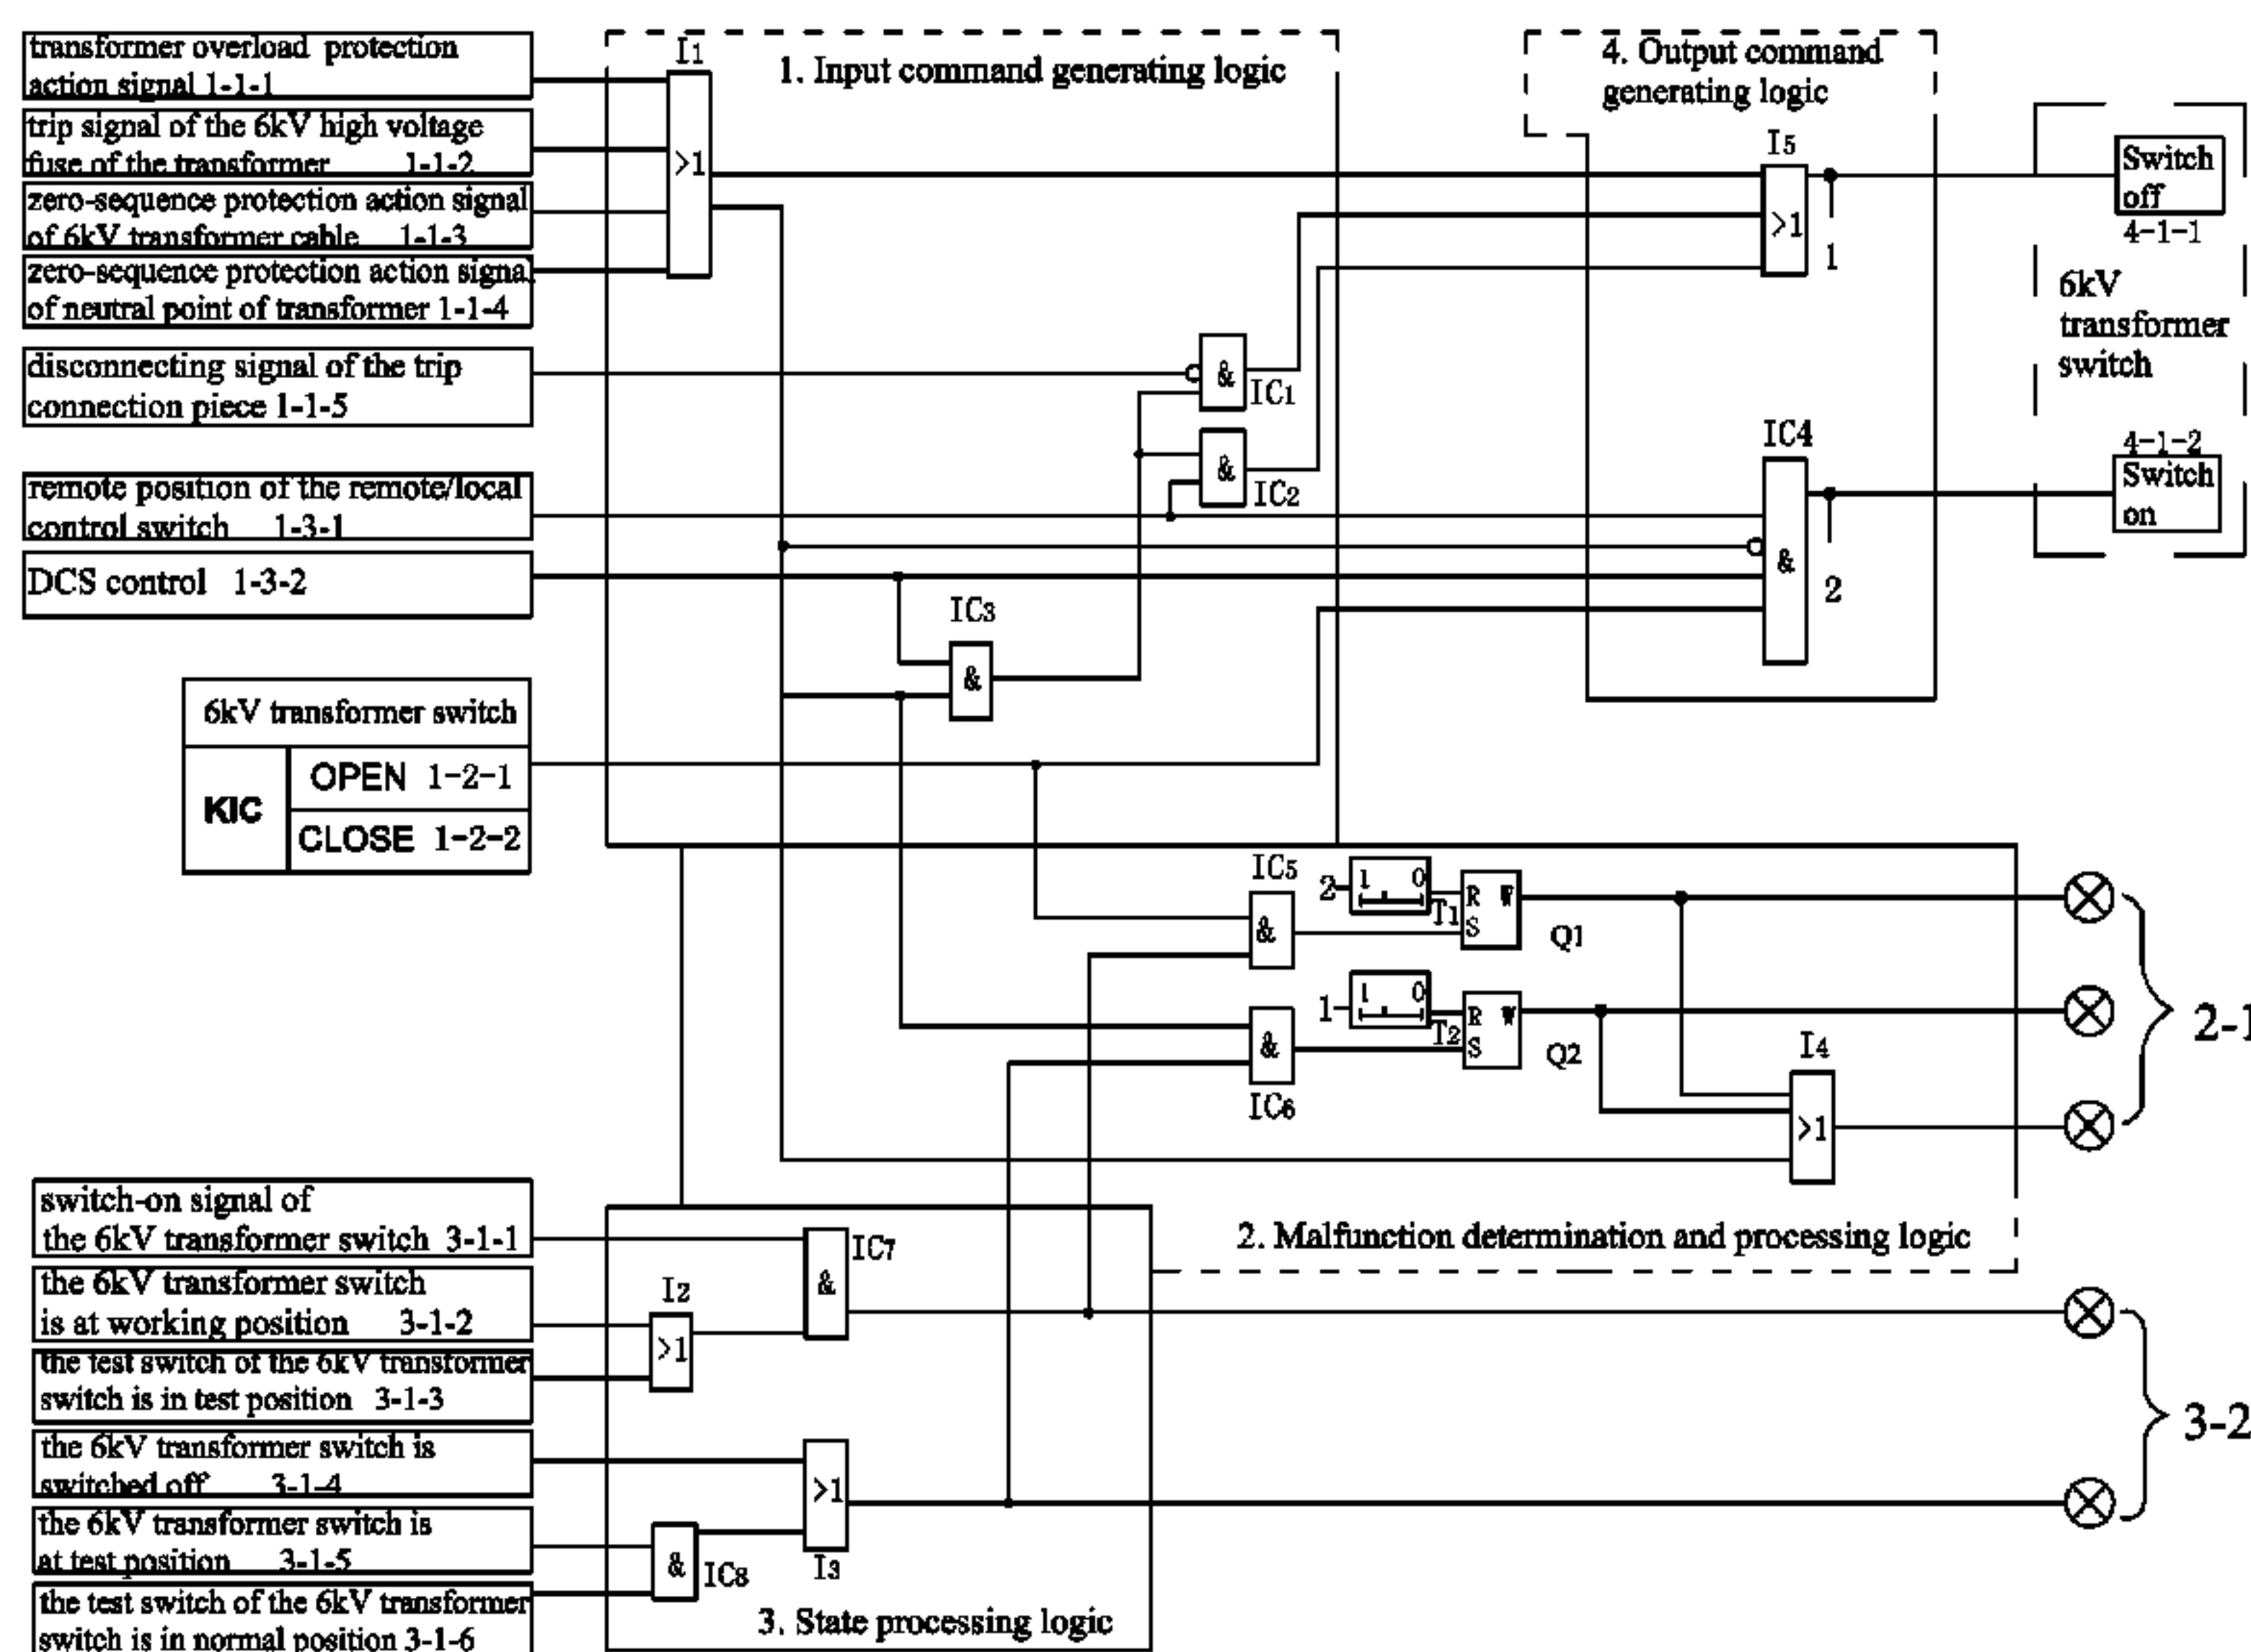 transformer overload protection
action signal 1-1-1
trip signal of the 6kV high voltage
fuse of the transformer 1-1-2
zero-sequence protection action signal
of 6kV transformer cable 1-1-3
zero-sequence protection action signal
of neutral point of transformer 1-1-4
disconnecting signal of the trip
connection piece 1-1-5
remote position of the remote/local
control switch 1-3-1
DCS control 1-3-2
6kV transformer switch
KIC
OPEN 1-2-1
CLOSE 1-2-2
switch-on signal of
the 6kV transformer switch 3-1-1
the 6kV transformer switch
is at working position 3-1-2
the test switch of the 6kV transformer
switch is in test position 3-1-3
the 6kV transformer switch is
switched off 3-1-4
the 6kV transformer switch is
at test position 3-1-5
the test switch of the 6kV transformer
switch is in normal position 3-1-6
1. Input command generating logic
I1
>1
&
IC1
&
IC2
IC3
&
4. Output command
generating logic
I5
>1
1
IC4
&
2
Switch
off
4-1-1
6kV
transformer
switch
4-1-2
Switch
on
IC5
&
2
1 0
T1
R W
S
Q1
&
IC6
1
1 0
T2
R W
S
Q2
I4
>1
2-1
2. Malfunction determination and processing logic
IC7
&
I2
>1
>1
I3
&
IC8
3. State processing logic
3-2